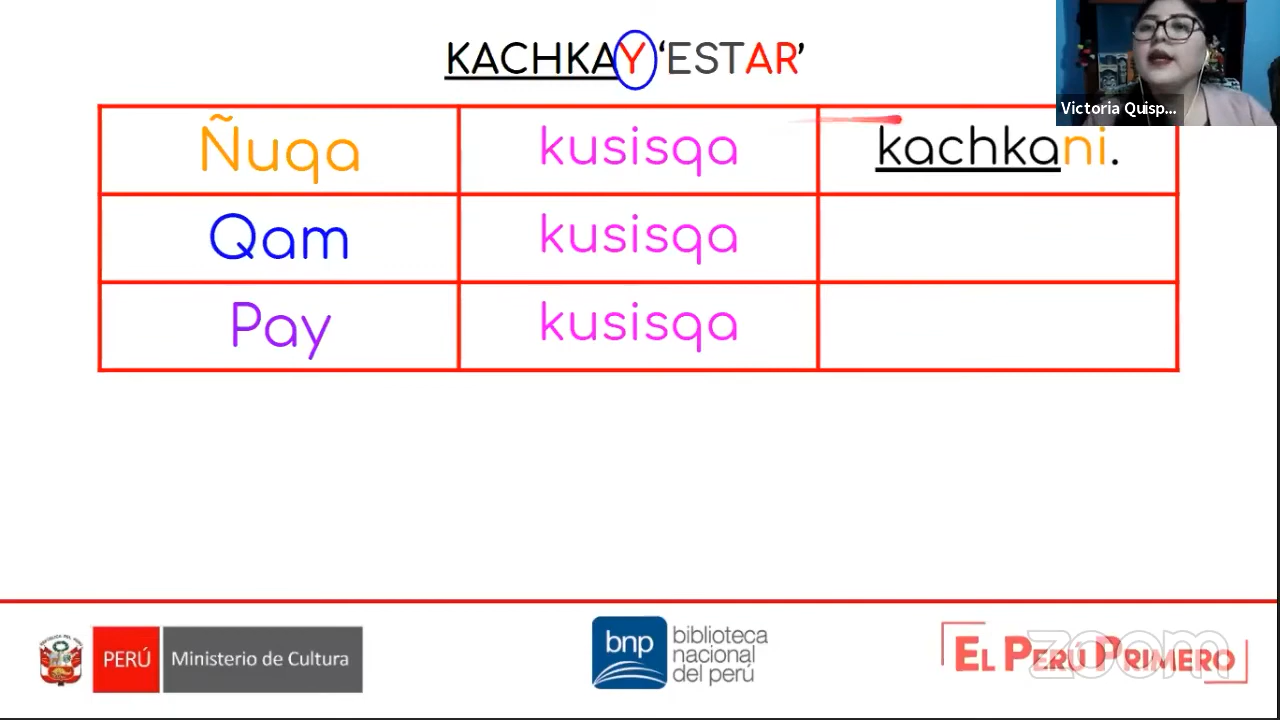 KACHKAY ‘ESTAR’
Victoria Quisp...
Ñuqa kusisqa kachkani.
Qam kusisqa
Pay kusisqa
PERÚ Ministerio de Cultura
bnp biblioteca
nacional
del perú
EL PERÚ PRIMERO
zoom